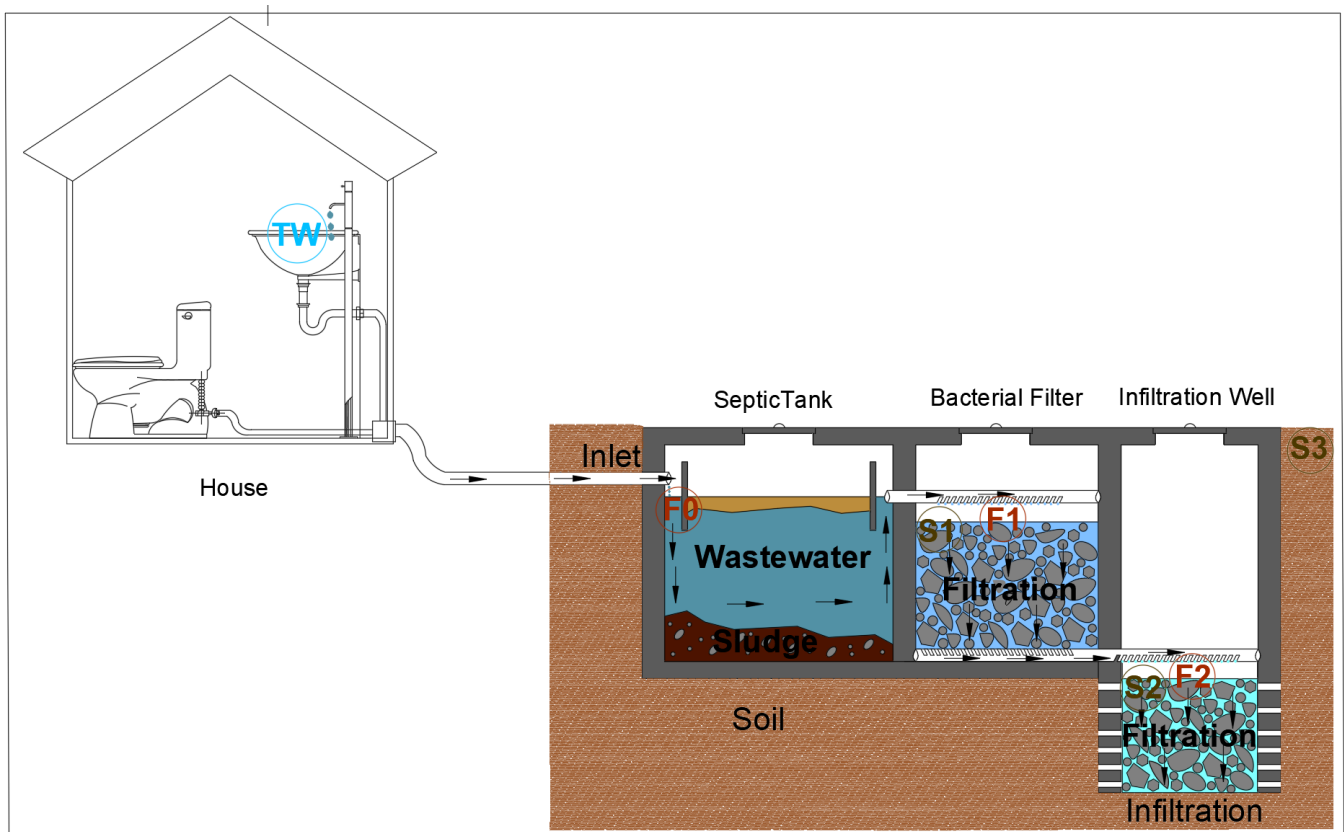 TW
House
SepticTank
Bacterial Filter
Infiltration Well
Inlet
S3
F0
S1
F1
Wastewater
Filtration
Sludge
S2
F2
Soil
Filtration
Infiltration